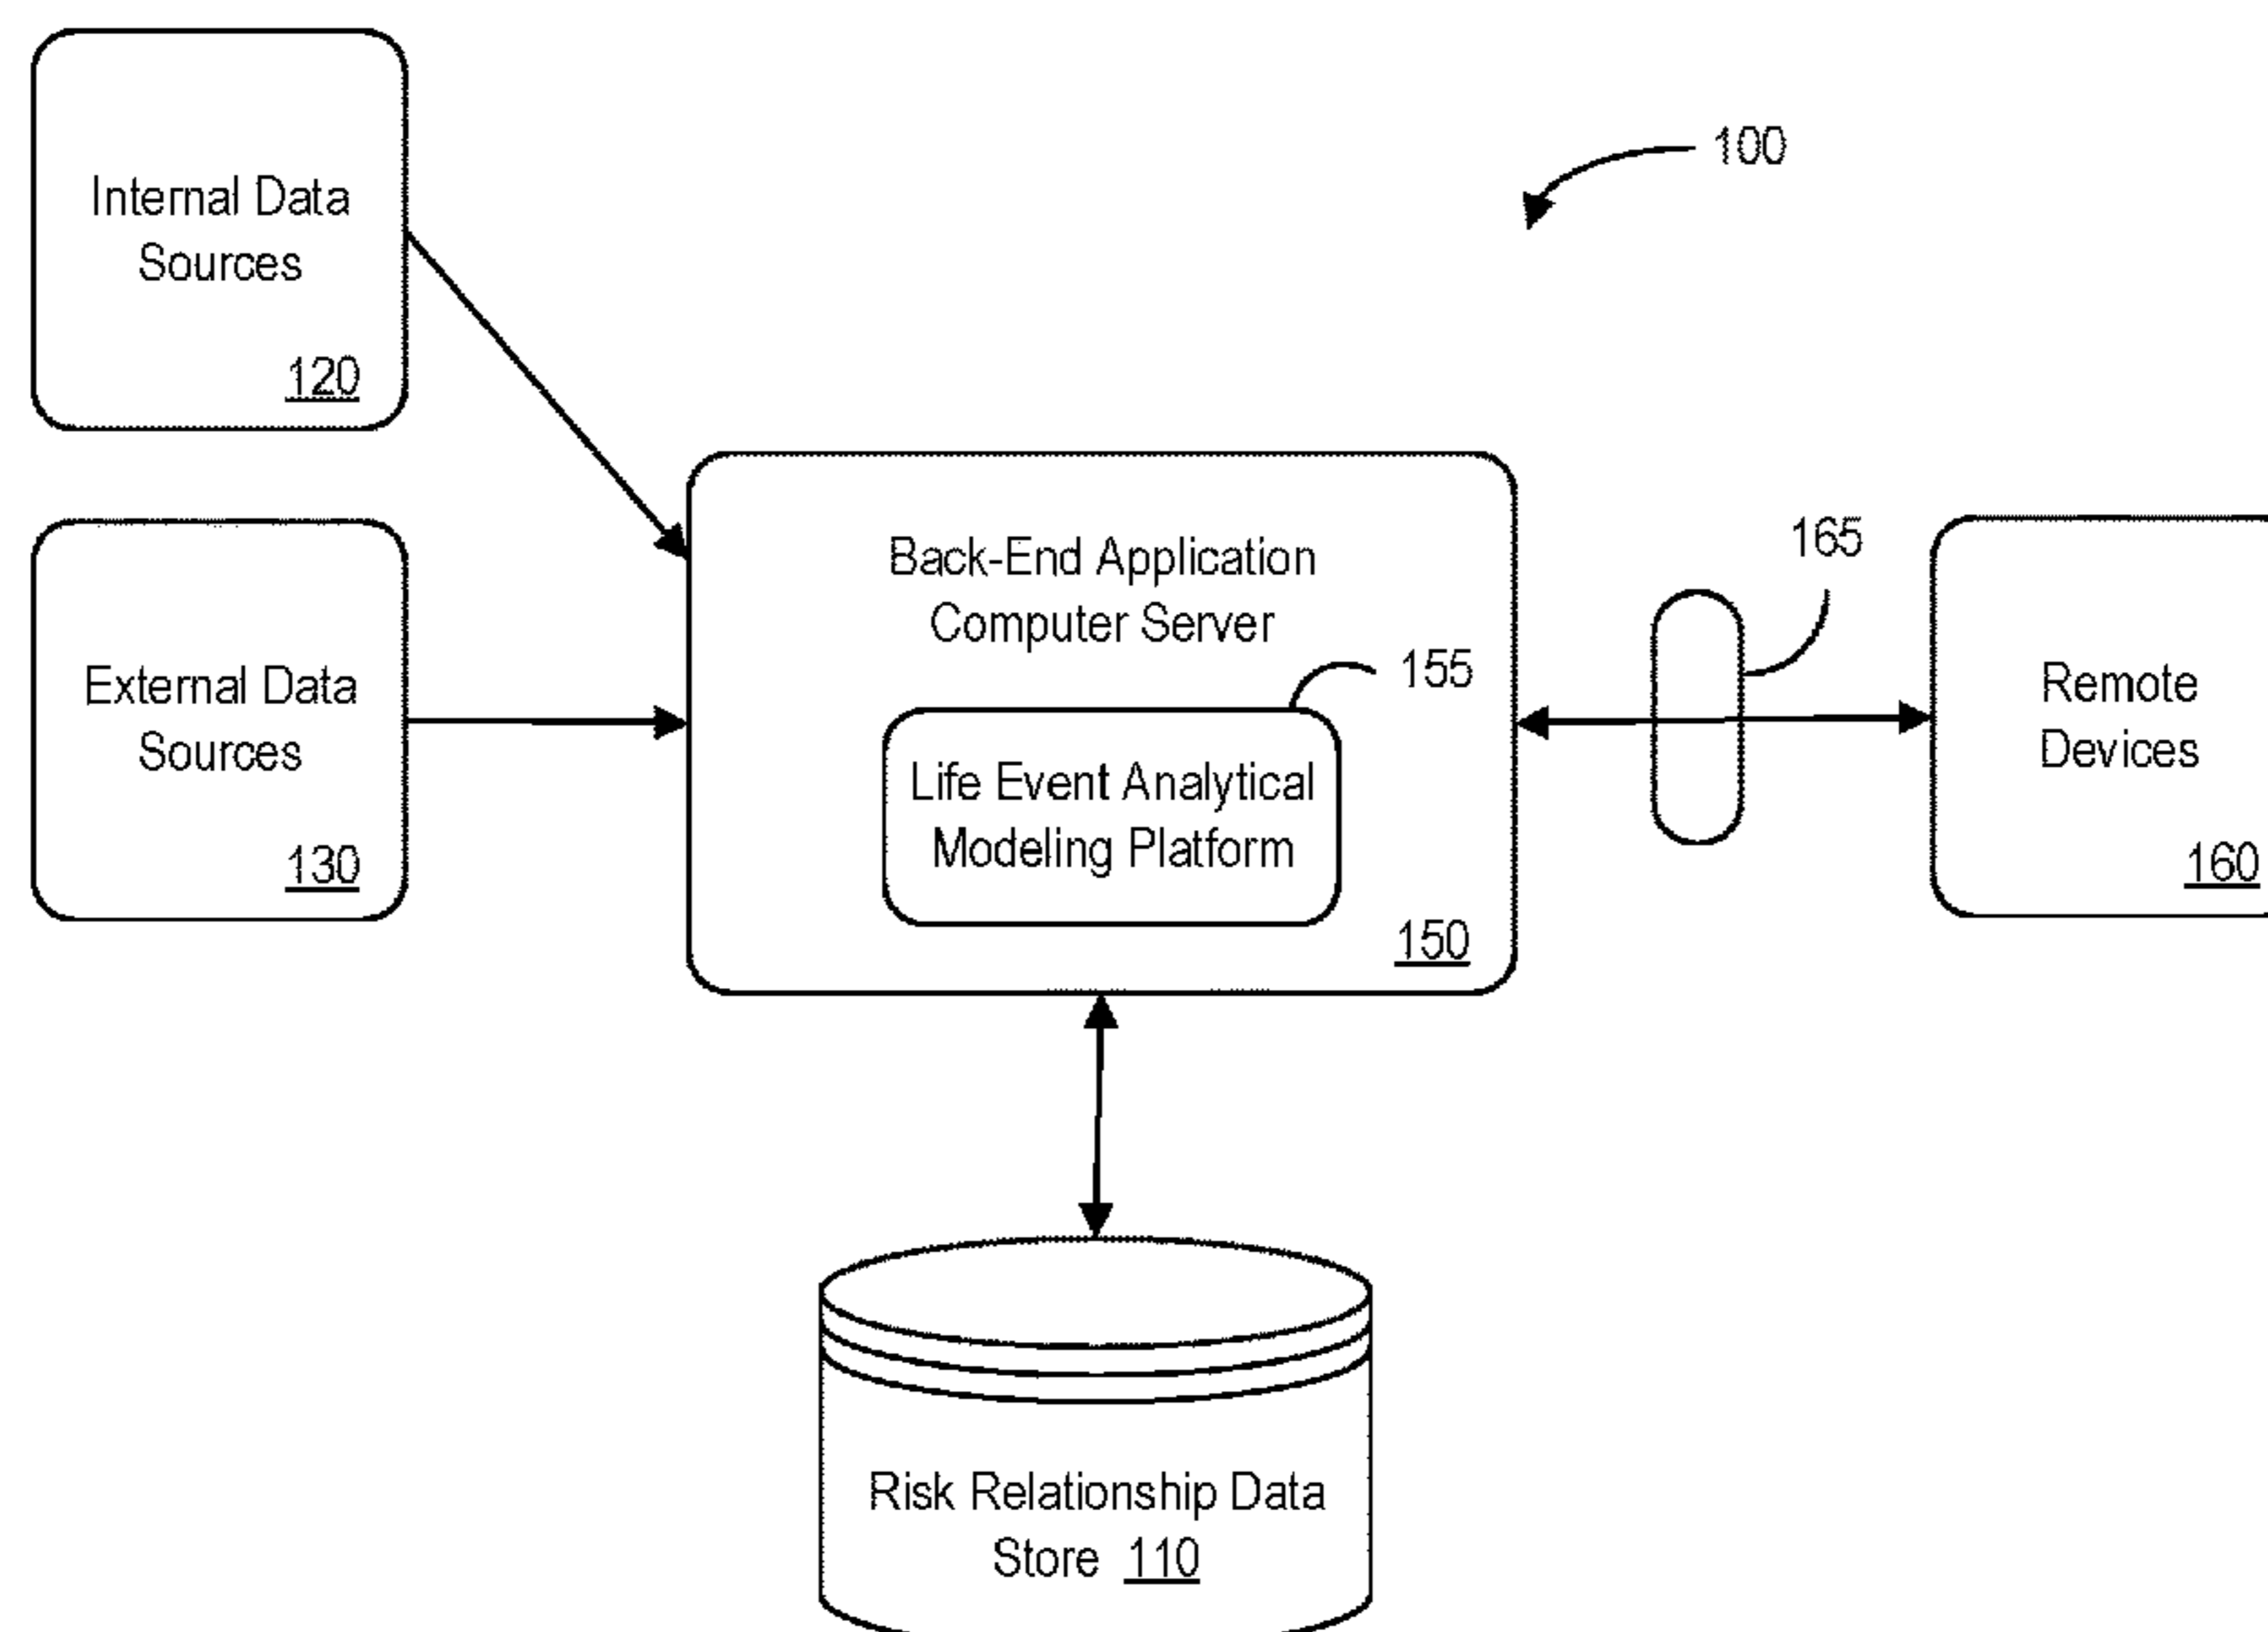 100
Internal Data
Sources
120
Back-End Application
Computer Server
155
Life Event Analytical
Modeling Platform
150
165
External Data
Sources
130
Remote
Devices
160
Risk Relationship Data
Store 110